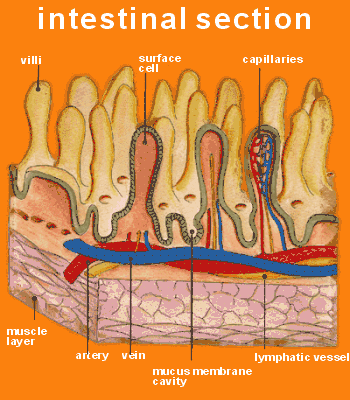 intestinal section
villi
surface
cell
capillaries
muscle
layer
artery
vein
mucus membrane
cavity
lymphatic vessel